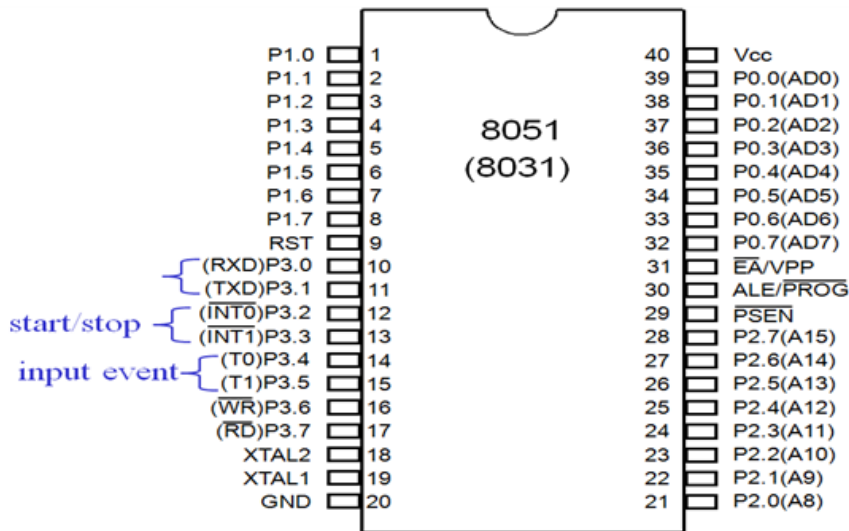 P1.0 1 40 Vcc
P1.1 2 39 P0.0(AD0)
P1.2 3 38 P0.1(AD1)
P1.3 4 8051 37 P0.2(AD2)
P1.4 5 (8031) 36 P0.3(AD3)
P1.5 6 35 P0.4(AD4)
P1.6 7 34 P0.5(AD5)
P1.7 8 33 P0.6(AD6)
RST 9 32 P0.7(AD7)
(RXD)P3.0 10 31 E̅A̅/VPP
(TXD)P3.1 11 30 ALE/P̅R̅O̅G̅
start/stop (I̅N̅T̅0̅)P3.2 12 29 P̅S̅E̅N̅
(I̅N̅T̅1̅)P3.3 13 28 P2.7(A15)
input event (T0)P3.4 14 27 P2.6(A14)
(T1)P3.5 15 26 P2.5(A13)
(W̅R̅)P3.6 16 25 P2.4(A12)
(R̅D̅)P3.7 17 24 P2.3(A11)
XTAL2 18 23 P2.2(A10)
XTAL1 19 22 P2.1(A9)
GND 20 21 P2.0(A8)